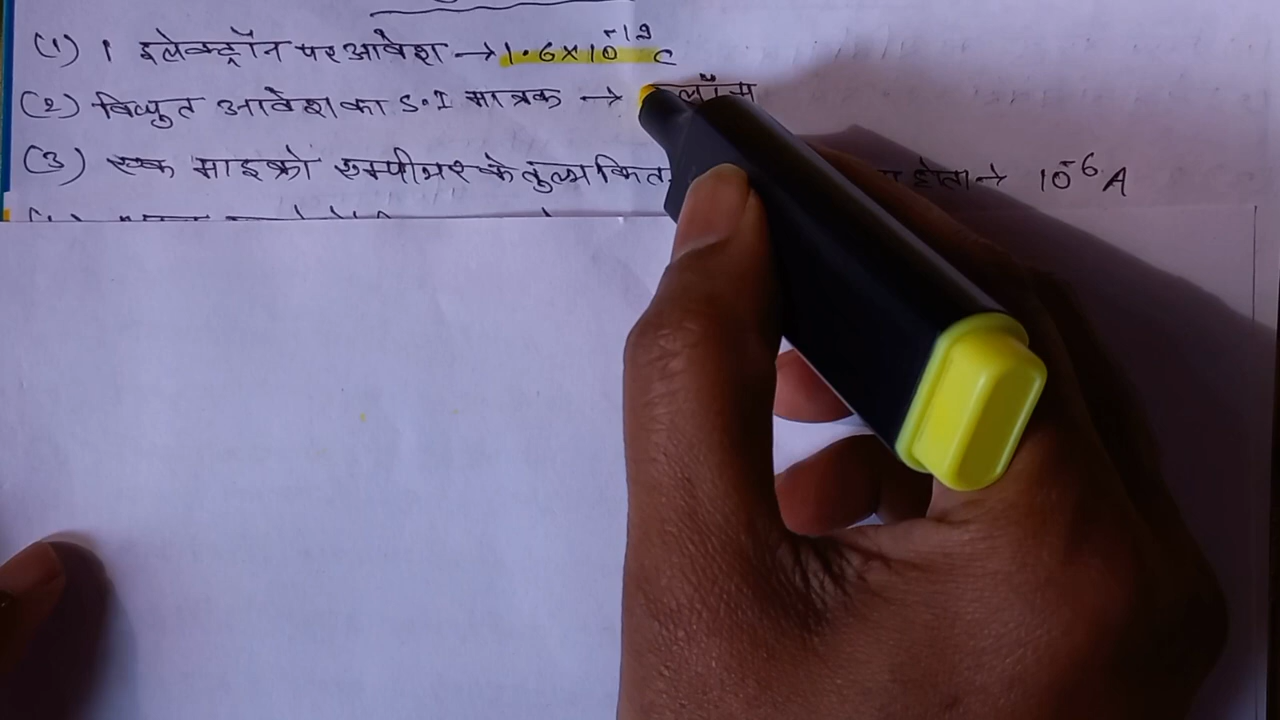 (1) 1 इलेक्ट्रॉन पर आवेश → 1.6×10⁻¹⁹ C
(2) विधुत आवेश का S.I मात्रक →
(3) एक माइक्रो एम्पीयर के तुल्य होता → 10⁻⁶ A